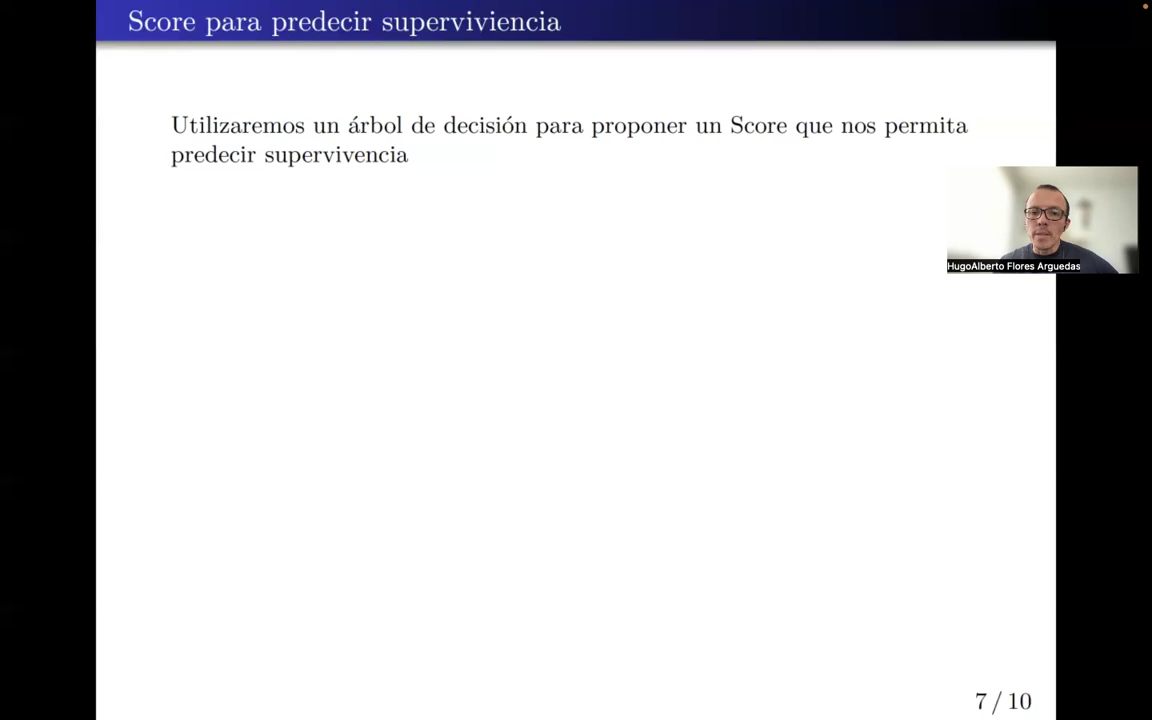 Score para predecir superviviencia
Utilizaremos un árbol de decisión para proponer un Score que nos permita
predecir supervivencia
HugoAlberto Flores Arguedas
7 / 10